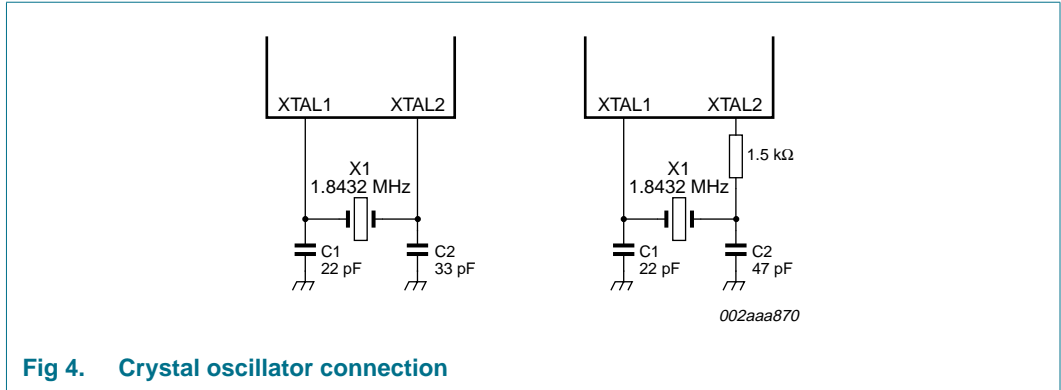 XTAL1 XTAL2
X1
1.8432 MHz
C1
22 pF
C2
33 pF
XTAL1 XTAL2
1.5 kΩ
X1
1.8432 MHz
C1
22 pF
C2
47 pF
002aaa870
Fig 4. Crystal oscillator connection